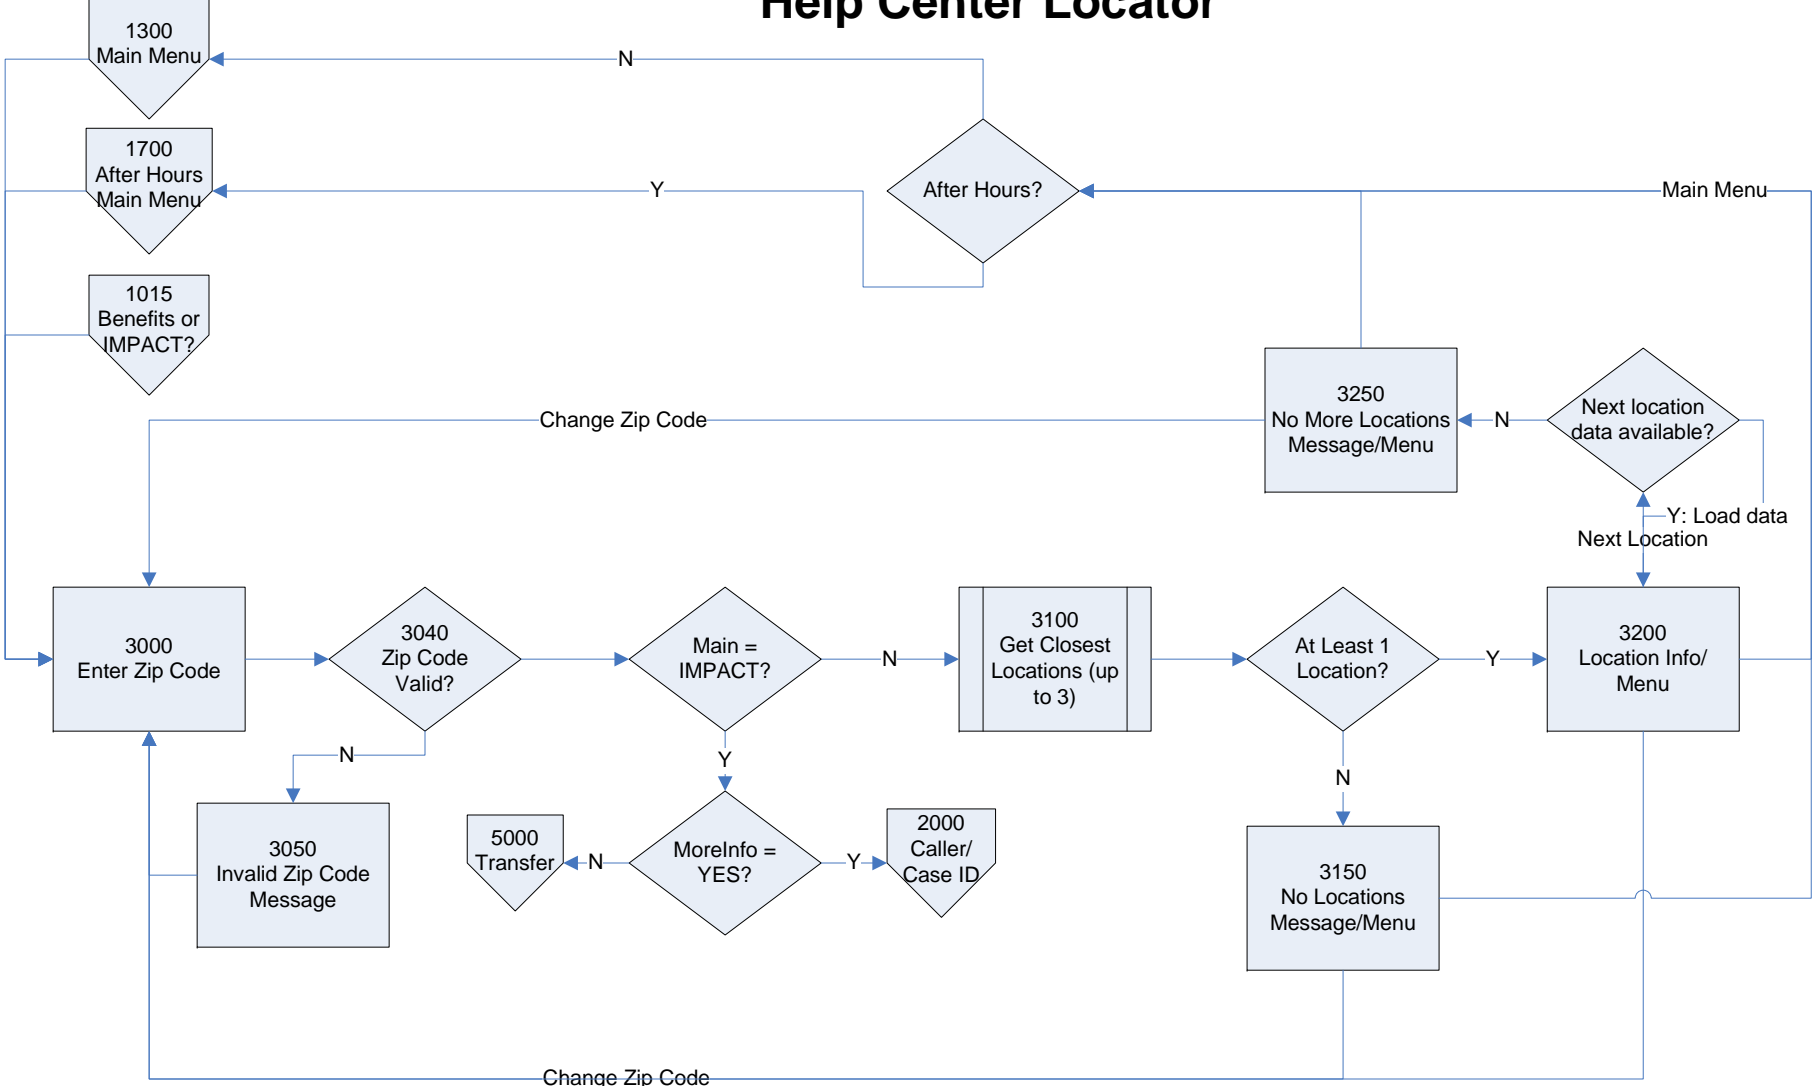 Help Center Locator
1300
Main Menu
N
1700
After Hours
Main Menu
Y
After Hours?
Main Menu
1015
Benefits or
IMPACT?
3250
No More Locations
Message/Menu
N
Next location
data available?
Change Zip Code
Y: Load data
Next Location
3000
Enter Zip Code
3040
Zip Code
Valid?
Main =
IMPACT?
N
3100
Get Closest
Locations (up
to 3)
At Least 1
Location?
Y
3200
Location Info/
Menu
N
Y
N
3050
Invalid Zip Code
Message
5000
Transfer
N
MoreInfo =
YES?
Y
2000
Caller/
Case ID
3150
No Locations
Message/Menu
Change Zip Code